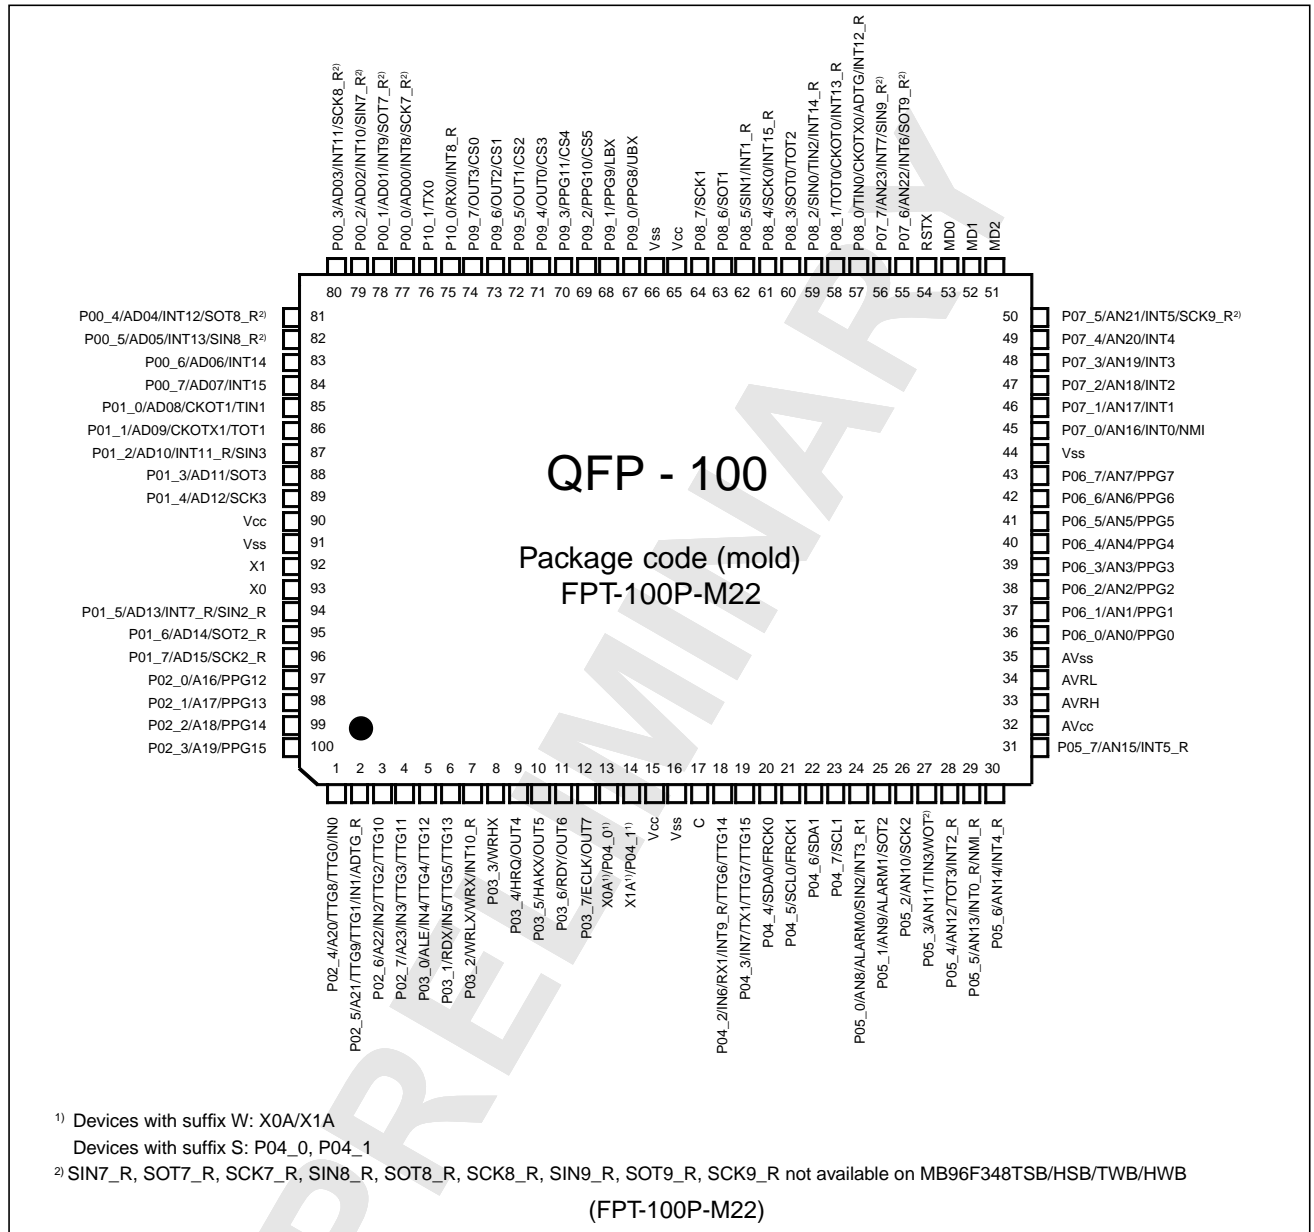 P00_3/AD03/INT11/SCK8_R2)
P00_2/AD02/INT10/SIN7_R2)
P00_1/AD01/INT9/SOT7_R2)
P00_0/AD00/INT8/SCK7_R2)
P10_1/TX0
P10_0/RX0/INT8_R
P09_7/OUT3/CS0
P09_6/OUT2/CS1
P09_5/OUT1/CS2
P09_4/OUT0/CS3
P09_3/PPG11/CS4
P09_2/PPG10/CS5
P09_1/PPG9/LBX
P09_0/PPG8/UBX
Vss
Vcc
P08_7/SCK1
P08_6/SOT1
P08_5/SIN1/INT1_R
P08_4/SCK0/INT15_R
P08_3/SOT0/TOT2
P08_2/SIN0/TIN2/INT14_R
P08_1/TOT0/CKOT0/INT13_R
P08_0/TIN0/CKOTX0/ADTG/INT12_R
P07_7/AN23/INT7/SIN9_R2)
P07_6/AN22/INT6/SOT9_R2)
RSTX
MD0
MD1
MD2
80 79 78 77 76 75 74 73 72 71 70 69 68 67 66 65 64 63 62 61 60 59 58 57 56 55 54 53 52 51
P00_4/AD04/INT12/SOT8_R2) 81
P00_5/AD05/INT13/SIN8_R2) 82
P00_6/AD06/INT14 83
P00_7/AD07/INT15 84
P01_0/AD08/CKOT1/TIN1 85
P01_1/AD09/CKOTX1/TOT1 86
P01_2/AD10/INT11_R/SIN3 87
P01_3/AD11/SOT3 88
P01_4/AD12/SCK3 89
Vcc 90
Vss 91
X1 92
X0 93
P01_5/AD13/INT7_R/SIN2_R 94
P01_6/AD14/SOT2_R 95
P01_7/AD15/SCK2_R 96
P02_0/A16/PPG12 97
P02_1/A17/PPG13 98
P02_2/A18/PPG14 99
P02_3/A19/PPG15 100
QFP - 100
Package code (mold)
FPT-100P-M22
50 P07_5/AN21/INT5/SCK9_R2)
49 P07_4/AN20/INT4
48 P07_3/AN19/INT3
47 P07_2/AN18/INT2
46 P07_1/AN17/INT1
45 P07_0/AN16/INT0/NMI
44 Vss
43 P06_7/AN7/PPG7
42 P06_6/AN6/PPG6
41 P06_5/AN5/PPG5
40 P06_4/AN4/PPG4
39 P06_3/AN3/PPG3
38 P06_2/AN2/PPG2
37 P06_1/AN1/PPG1
36 P06_0/AN0/PPG0
35 AVss
34 AVRL
33 AVRH
32 AVcc
31 P05_7/AN15/INT5_R
1 2 3 4 5 6 7 8 9 10 11 12 13 14 15 16 17 18 19 20 21 22 23 24 25 26 27 28 29 30
P02_4/A20/TTG8/TTG0/IN0
P02_5/A21/TTG9/TTG1/IN1/ADTG_R
P02_6/A22/IN2/TTG2/TTG10
P02_7/A23/IN3/TTG3/TTG11
P03_0/ALE/IN4/TTG4/TTG12
P03_1/RDX/IN5/TTG5/TTG13
P03_2/WRLX/WRX/INT10_R
P03_3/WRHX
P03_4/HRQ/OUT4
P03_5/HAKX/OUT5
P03_6/RDY/OUT6
P03_7/ECLK/OUT7
X0A1)/P04_01)
X1A1)/P04_11)
Vcc
Vss
C
P04_2/IN6/RX1/INT9_R/TTG6/TTG14
P04_3/IN7/TX1/TTG7/TTG15
P04_4/SDA0/FRCK0
P04_5/SCL0/FRCK1
P04_6/SDA1
P04_7/SCL1
P05_0/AN8/ALARM0/SIN2/INT3_R1
P05_1/AN9/ALARM1/SOT2
P05_2/AN10/SCK2
P05_3/AN11/TIN3/WOT2)
P05_4/AN12/TOT3/INT2_R
P05_5/AN13/INT0_R/NMI_R
P05_6/AN14/INT4_R
PRELIMINARY
1) Devices with suffix W: X0A/X1A
Devices with suffix S: P04_0, P04_1
2) SIN7_R, SOT7_R, SCK7_R, SIN8_R, SOT8_R, SCK8_R, SIN9_R, SOT9_R, SCK9_R not available on MB96F348TSB/HSB/TWB/HWB
(FPT-100P-M22)